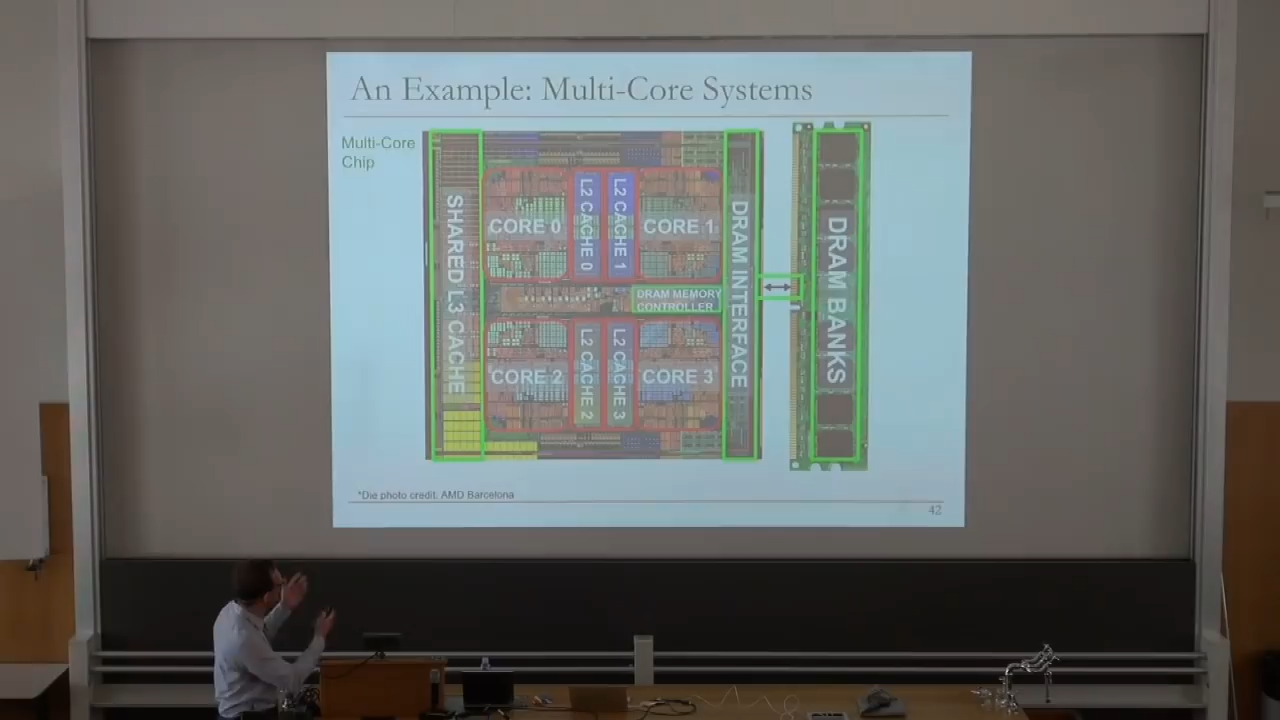 An Example: Multi-Core Systems
Multi-Core
Chip
SHARED L3 CACHE
CORE 0
L2 CACHE 0
L2 CACHE 1
CORE 1
DRAM MEMORY
CONTROLLER
CORE 2
L2 CACHE 2
L2 CACHE 3
CORE 3
DRAM INTERFACE
DRAM BANKS
*Die photo credit: AMD Barcelona
42